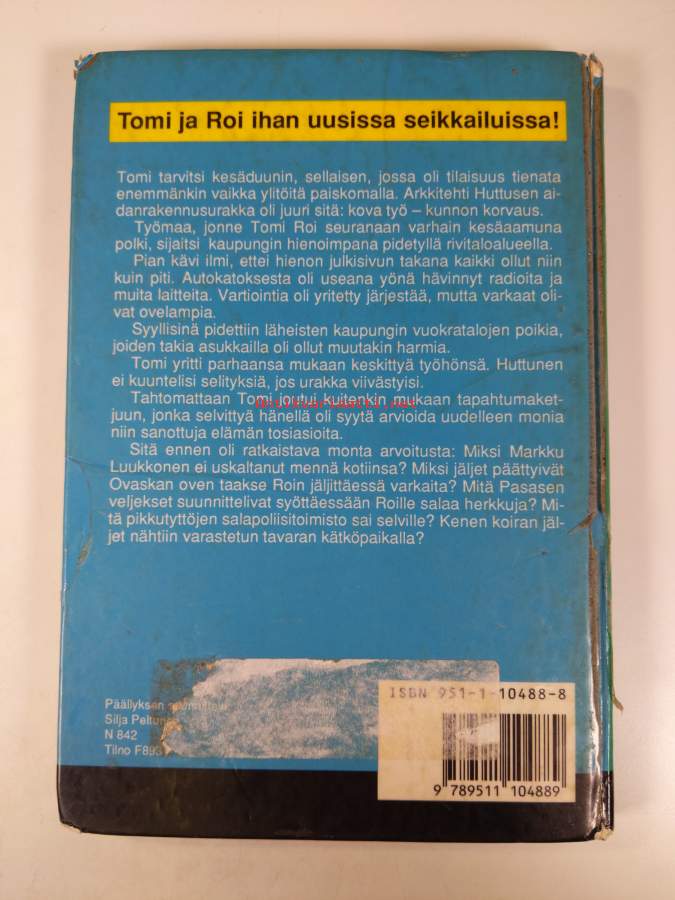 Tomi ja Roi ihan uusissa seikkailuissa!
Tomi tarvitsi kesäduunin, sellaisen, jossa oli tilaisuus tienata
enemmänkin vaikka ylitöitä paiskomalla. Arkkitehti Huttusen ai-
danrakennusurakka oli juuri sitä: kova työ – kunnon korvaus.
Työmaa, jonne Tomi Roi seuranaan varhain kesäaamuna
polki, sijaitsi kaupungin hienoimpana pidetyllä rivitaloalueella.
Pian kävi ilmi, ettei hienon julkisivun takana kaikki ollut niin
kuin piti. Autokatoksesta oli useana yönä hävinnyt radioita ja
muita laitteita. Vartiointia oli yritetty järjestää, mutta varkaat oli-
vat ovelampia.
Syyllisinä pidettiin läheisten kaupungin vuokratalojen poikia,
joiden takia asukkailla oli ollut muutakin harmia.
Tomi yritti parhaansa mukaan keskittyä työhönsä. Huttunen
ei kuuntelisi selityksiä, jos urakka viivästyisi.
Tahtomattaan Tomi joutui kuitenkin mukaan tapahtumaket-
juun, jonka selvittyä hänellä oli syytä arvioida uudelleen monia
niin sanottuja elämän tosiasioita.
Sitä ennen oli ratkaistava monta arvoitusta: Miksi Markku
Luukkonen ei uskaltanut mennä kotiinsa? Miksi jäljet päättyivät
Ovaskan oven taakse Roin jäljittäessä varkaita? Mitä Pasasen
veljekset suunnittelivat syöttäessään Roille salaa herkkuja? Mi-
tä pikkutyttöjen salapoliisitoimisto sai selville? Kenen koiran jäl-
jet nähtiin varastetun tavaran kätköpaikalla?
Päällyksen
Silja
N 842
Tilno F893
ISBN 951-1-10488-8
9 789511 104889